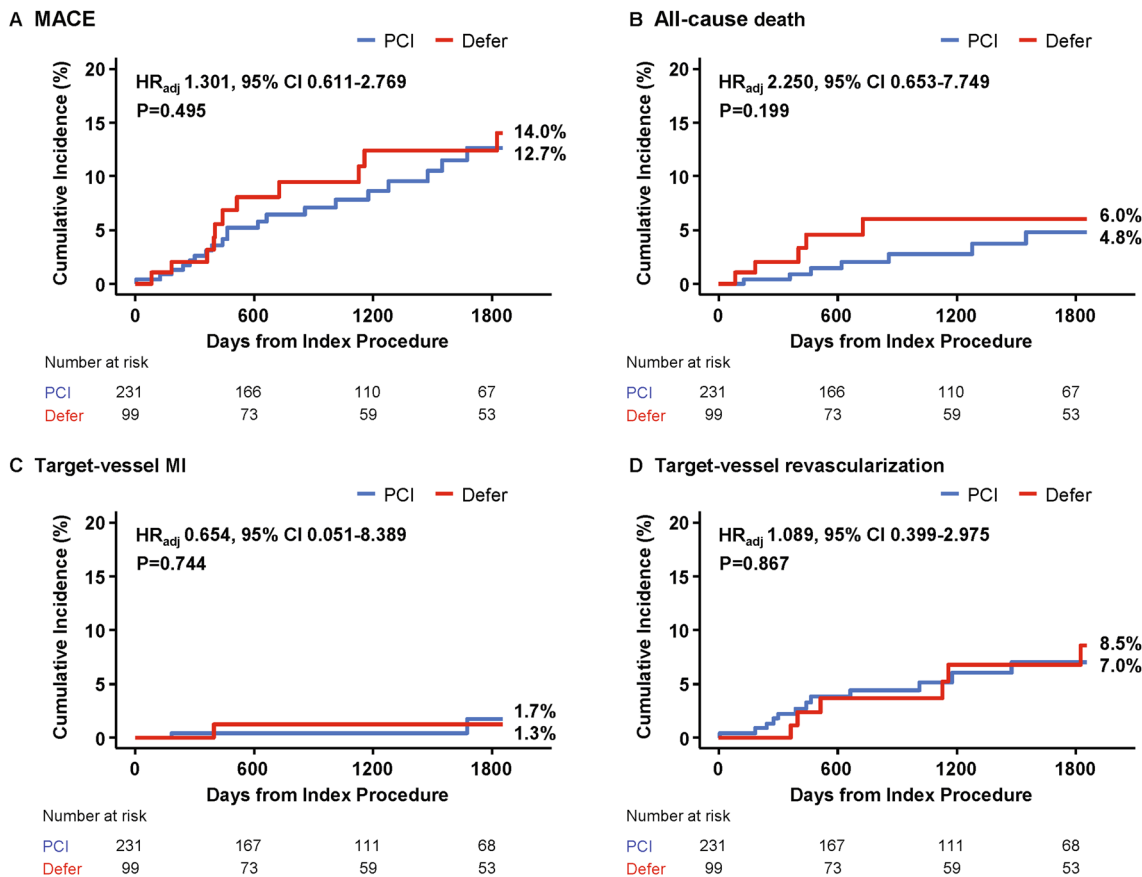 A MACE
PCI Defer
HRadj 1.301, 95% CI 0.611-2.769
P=0.495
Cumulative Incidence (%)
20
15
10
5
0
14.0%
12.7%
0 600 1200 1800
Days from Index Procedure
Number at risk
PCI 231 166 110 67
Defer 99 73 59 53
B All-cause death
PCI Defer
HRadj 2.250, 95% CI 0.653-7.749
P=0.199
Cumulative Incidence (%)
20
15
10
5
0
6.0%
4.8%
0 600 1200 1800
Days from Index Procedure
Number at risk
PCI 231 166 110 67
Defer 99 73 59 53
C Target-vessel MI
PCI Defer
HRadj 0.654, 95% CI 0.051-8.389
P=0.744
Cumulative Incidence (%)
20
15
10
5
0
1.7%
1.3%
0 600 1200 1800
Days from Index Procedure
Number at risk
PCI 231 167 111 68
Defer 99 73 59 53
D Target-vessel revascularization
PCI Defer
HRadj 1.089, 95% CI 0.399-2.975
P=0.867
Cumulative Incidence (%)
20
15
10
5
0
8.5%
7.0%
0 600 1200 1800
Days from Index Procedure
Number at risk
PCI 231 167 111 68
Defer 99 73 59 53